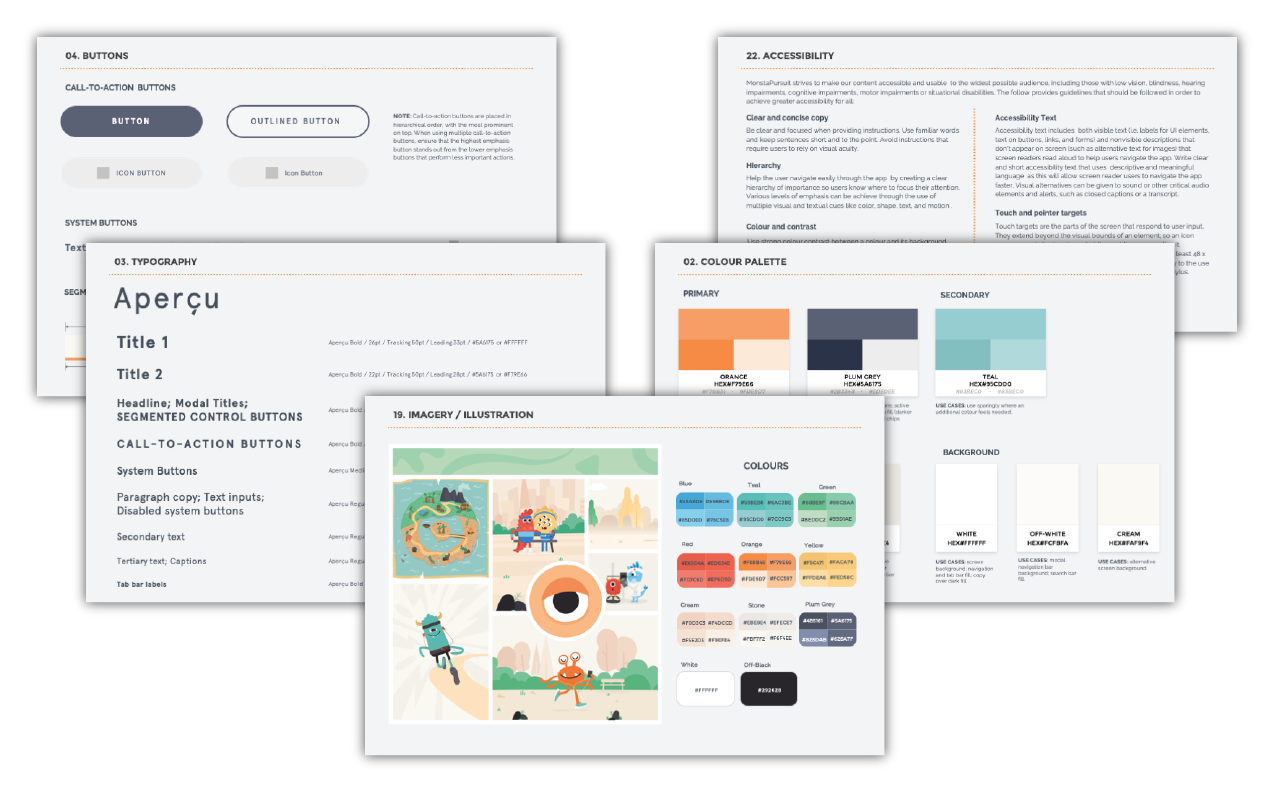 04. BUTTONS
CALL-TO-ACTION BUTTONS
BUTTON
OUTLINED BUTTON
NOTE: Call-to-action buttons are placed in
hierarchical order, with the most prominent
on top. When using multiple call-to-action
buttons, ensure that the highest emphasis
button stands out from the lower emphasis
buttons that perform less important actions.
ICON BUTTON
Icon Button
SYSTEM BUTTONS
Text
SEGM
22. ACCESSIBILITY
MonstaPursuit strives to make our content accessible and usable to the widest possible audience, including those with low vision, blindness, hearing
impairments, cognitive impairments, motor impairments or situational disabilities. The follow provides guidelines that should be followed in order to
achieve greater accessibility for all:
Clear and concise copy
Be clear and focused when providing instructions. Use familiar words
and keep sentences short and to the point. Avoid instructions that
require users to rely on visual acuity.
Hierarchy
Help the user navigate easily through the app by creating a clear
hierarchy of importance so users know where to focus their attention.
Various levels of emphasis can be achieved through the use of
multiple visual and textual cues like color, shape, text, and motion.
Colour and contrast
Use strong colour contrast between a colour and its background
Accessibility Text
Accessibility text includes both visible text (i.e. labels for UI elements,
text on buttons, links, and forms) and nonvisible descriptions that
don't appear on screen (such as alternative text for images) that
screen readers read aloud to help users navigate the app. Write clear
and short accessibility text that uses descriptive and meaningful
language as this will allow screen reader users to navigate the app
faster. Visual alternatives can be given to sound or other critical audio
elements and alerts, such as closed captions or a transcript.
Touch and pointer targets
Touch targets are the parts of the screen that respond to user input.
They extend beyond the visual bounds of an element; so an icon
least 48 x
to the use
03. TYPOGRAPHY
Aperçu
Title 1
Aperçu Bold / 26pt / Tracking 50pt / Leading 33pt / #5A6175 or #FFFFFF
Title 2
Aperçu Bold / 22pt / Tracking 50pt / Leading 28pt / #5A6175 or #F79E66
Headline; Modal Titles;
SEGMENTED CONTROL BUTTONS
Aperçu Bold
CALL-TO-ACTION BUTTONS
Aperçu Bold
System Buttons
Aperçu Medi
Paragraph copy; Text inputs;
Disabled system buttons
Aperçu Regu
Secondary text
Aperçu Regu
Tertiary text; Captions
Aperçu Regu
Tab bar labels
Aperçu Bold
02. COLOUR PALETTE
PRIMARY
ORANGE
HEX#F79E66
PLUM GREY
HEX#5A6175
SECONDARY
TEAL
HEX#95CDD0
USE CASES: use sparingly where an
additional colour feels needed.
BACKGROUND
WHITE
HEX#FFFFFF
USE CASES: screen
background; navigation
and tab bar fill; copy
over dark fill
OFF-WHITE
HEX#FCFBFA
USE CASES: modal
navigation bar
background; search bar
fill
CREAM
HEX#FAF9F4
USE CASES: alternative
screen background.
19. IMAGERY / ILLUSTRATION
COLOURS
Blue
Teal
Green
#95CDD0 #7CC5C5
Red
Orange
Yellow
Cream
Stone
Plum Grey
#5A6175
White
#FFFFFF
Off-Black
#292628